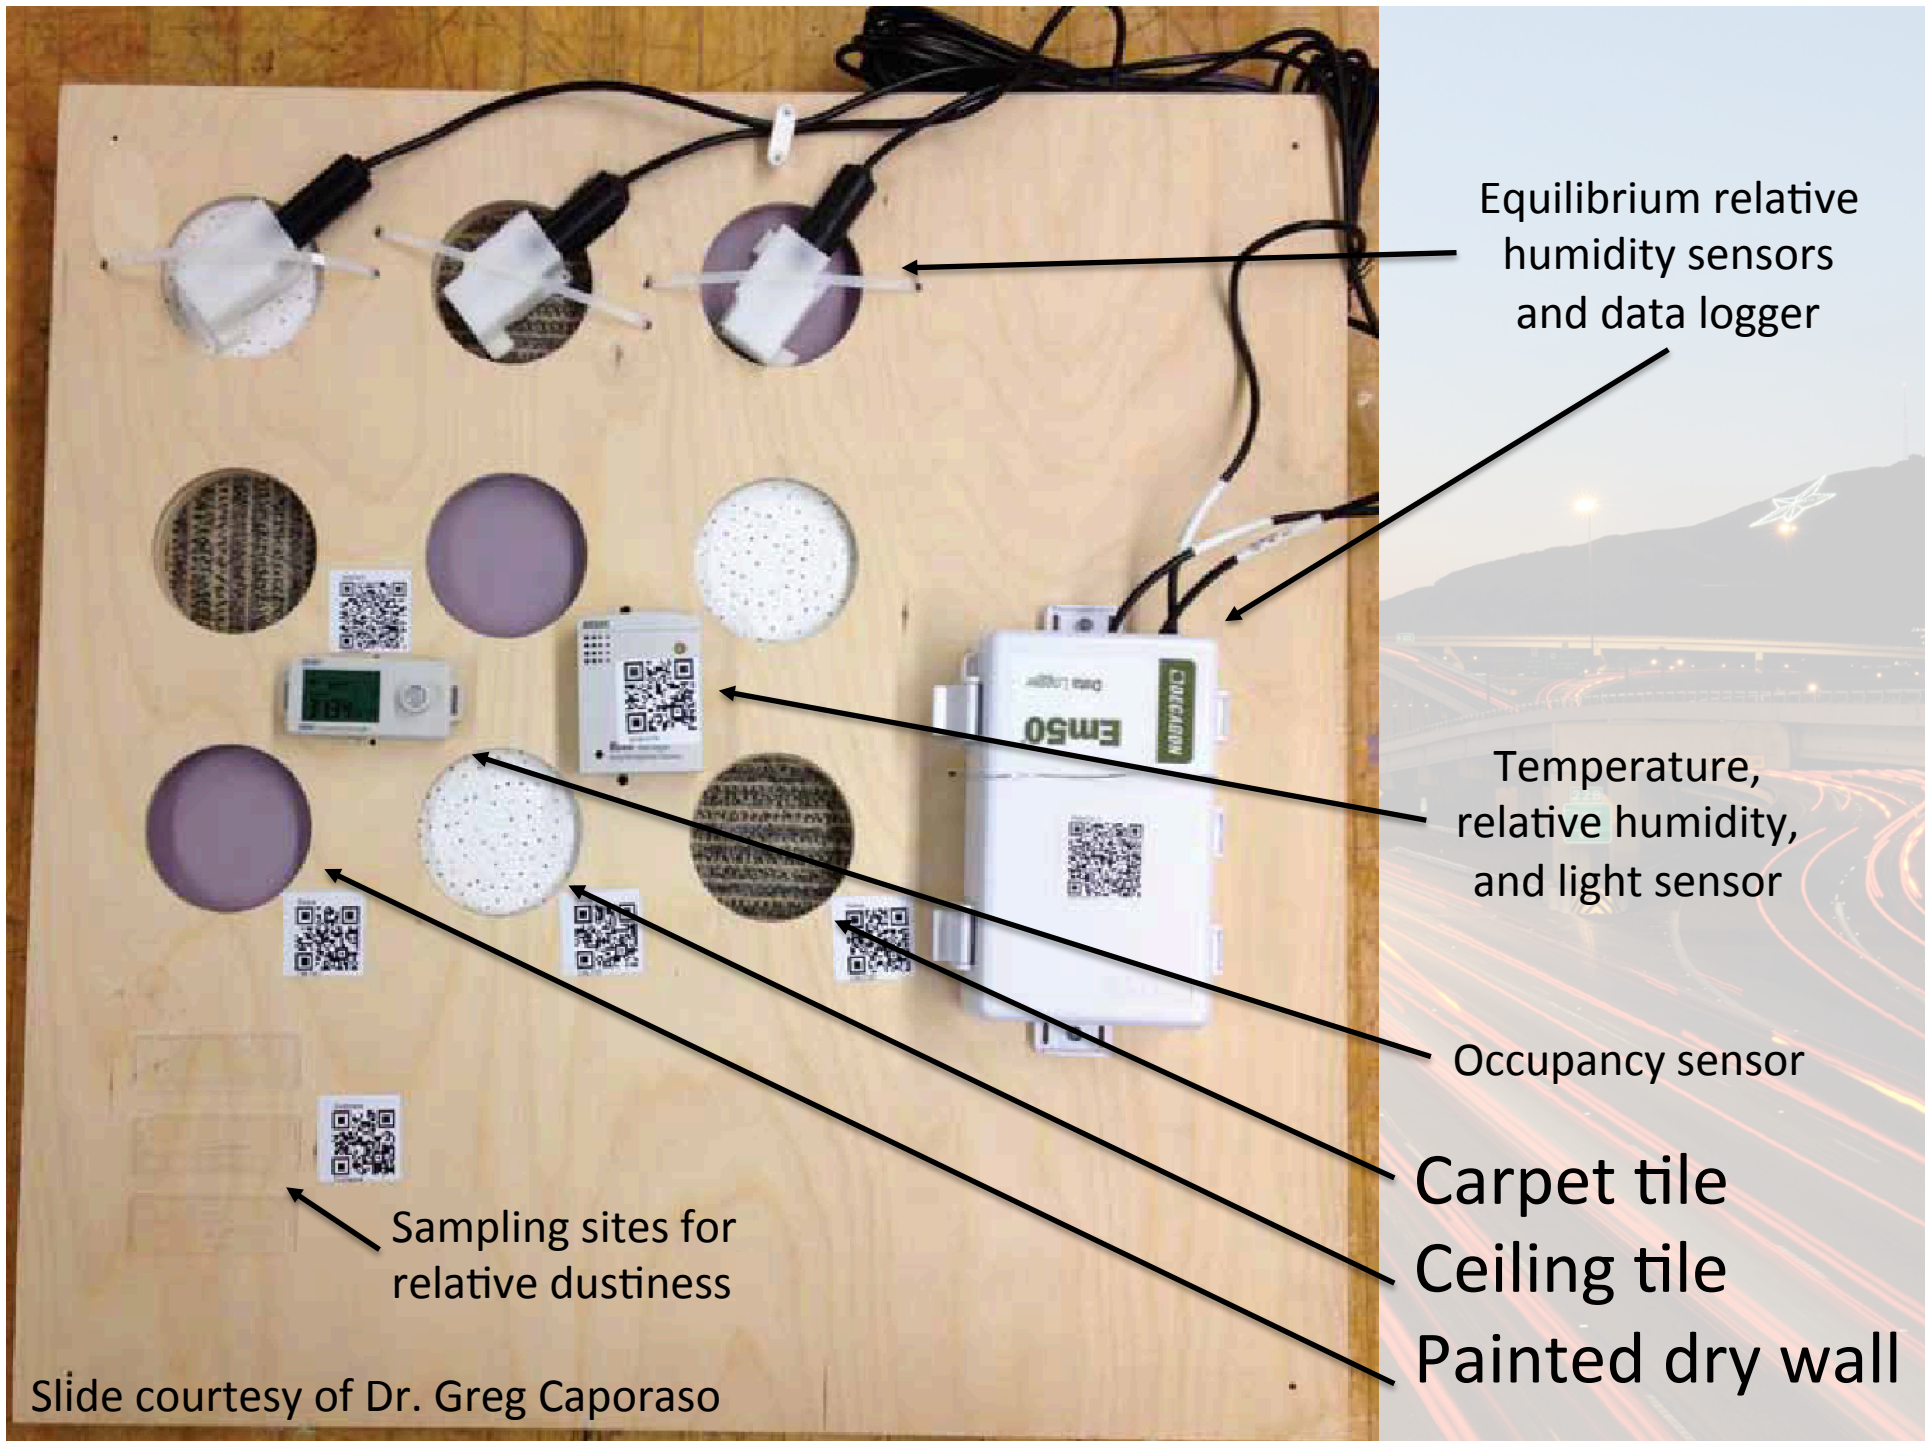 Equilibrium relative
humidity sensors
and data logger
DECAGON
Em50
Data Logger
Temperature,
relative humidity,
and light sensor
Occupancy sensor
Carpet tile
Ceiling tile
Painted dry wall
Sampling sites for
relative dustiness
Slide courtesy of Dr. Greg Caporaso